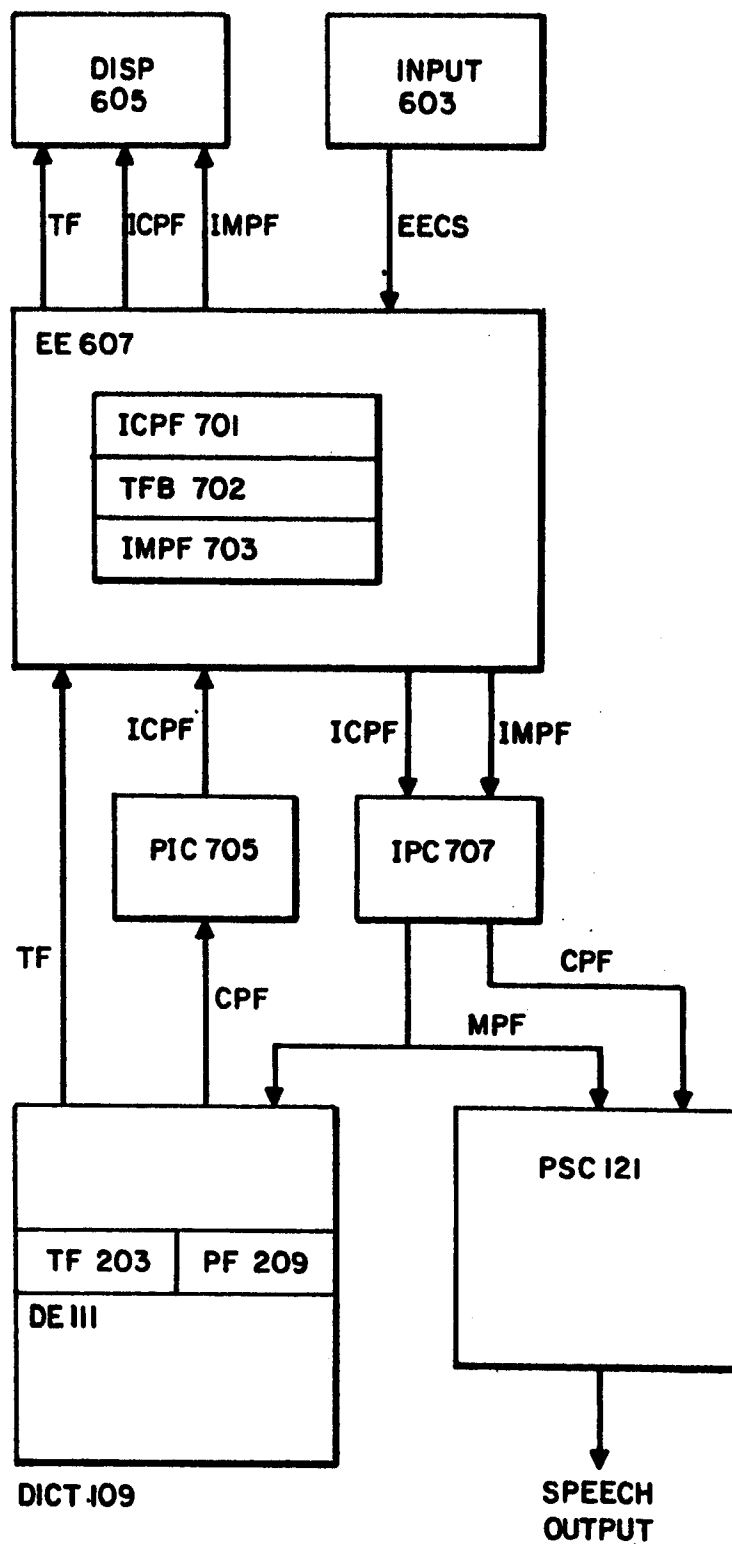 DISP
605
INPUT
603
TF
ICPF
IMPF
EECS
EE 607
ICPF 701
TFB 702
IMPF 703
ICPF
ICPF
IMPF
PIC 705
IPC 707
TF
CPF
CPF
MPF
PSC 121
TF 203
PF 209
DE 111
DICT 109
SPEECH
OUTPUT